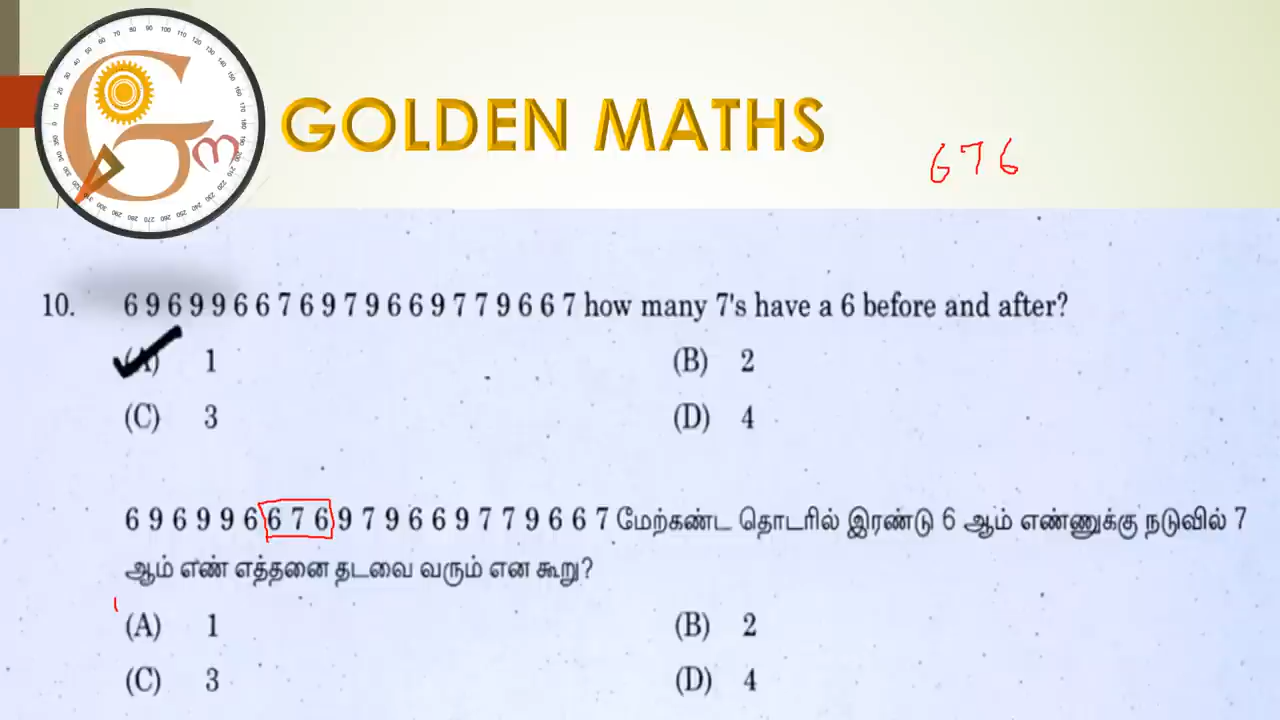 GOLDEN MATHS
6 7 6
10. 6 9 6 9 9 6 6 7 6 9 7 9 6 6 9 7 7 9 6 6 7 how many 7's have a 6 before and after?
(A) 1 (B) 2
(C) 3 (D) 4
6 9 6 9 9 6 6 7 6 9 7 9 6 6 9 7 7 9 6 6 7 மேற்கண்ட தொடரில் இரண்டு 6 ஆம் எண்ணுக்கு நடுவில் 7
ஆம் எண் எத்தனை தடவை வரும் என கூறு?
(A) 1 (B) 2
(C) 3 (D) 4